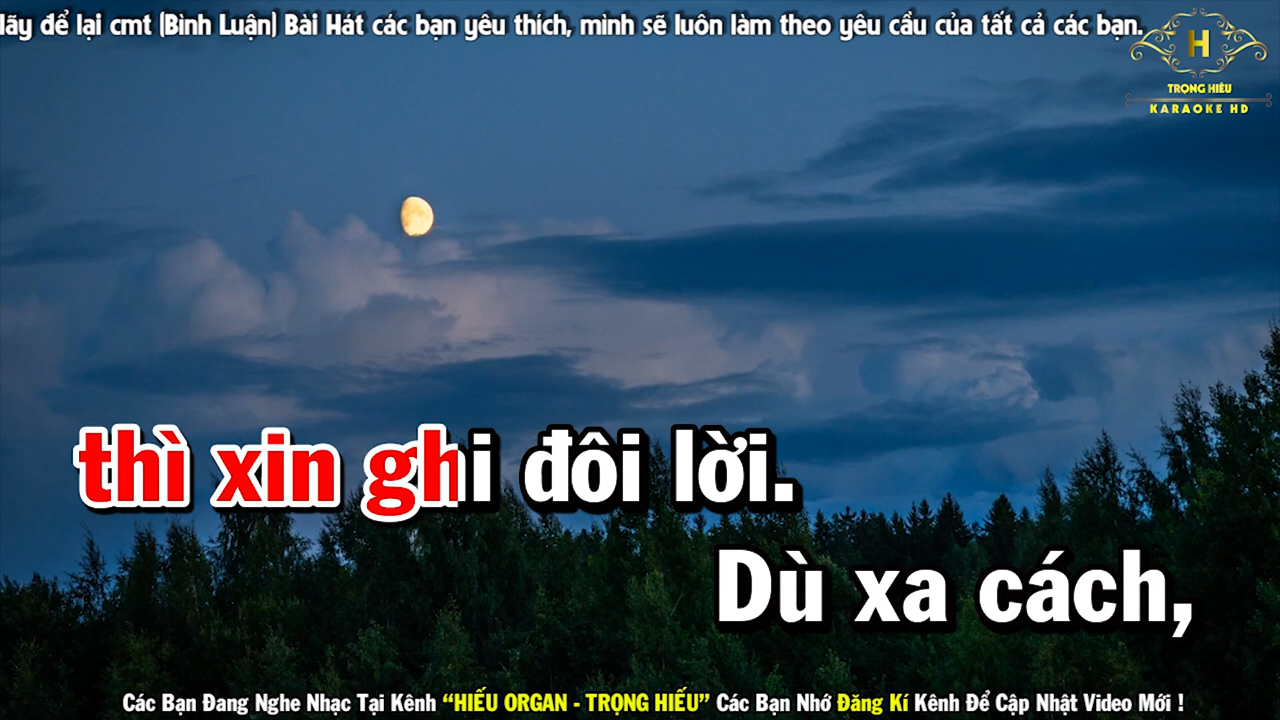 lãy để lại cmt (Bình Luận) Bài Hát các bạn yêu thích, mình sẽ luôn làm theo yêu cầu của tất cả các bạn.
H
TRỌNG HIẾU
KARAOKE HD
thì xin ghi đôi lời.
Dù xa cách,
Các Bạn Đang Nghe Nhạc Tại Kênh “HIẾU ORGAN - TRỌNG HIẾU” Các Bạn Nhớ Đăng Kí Kênh Để Cập Nhật Video Mới !